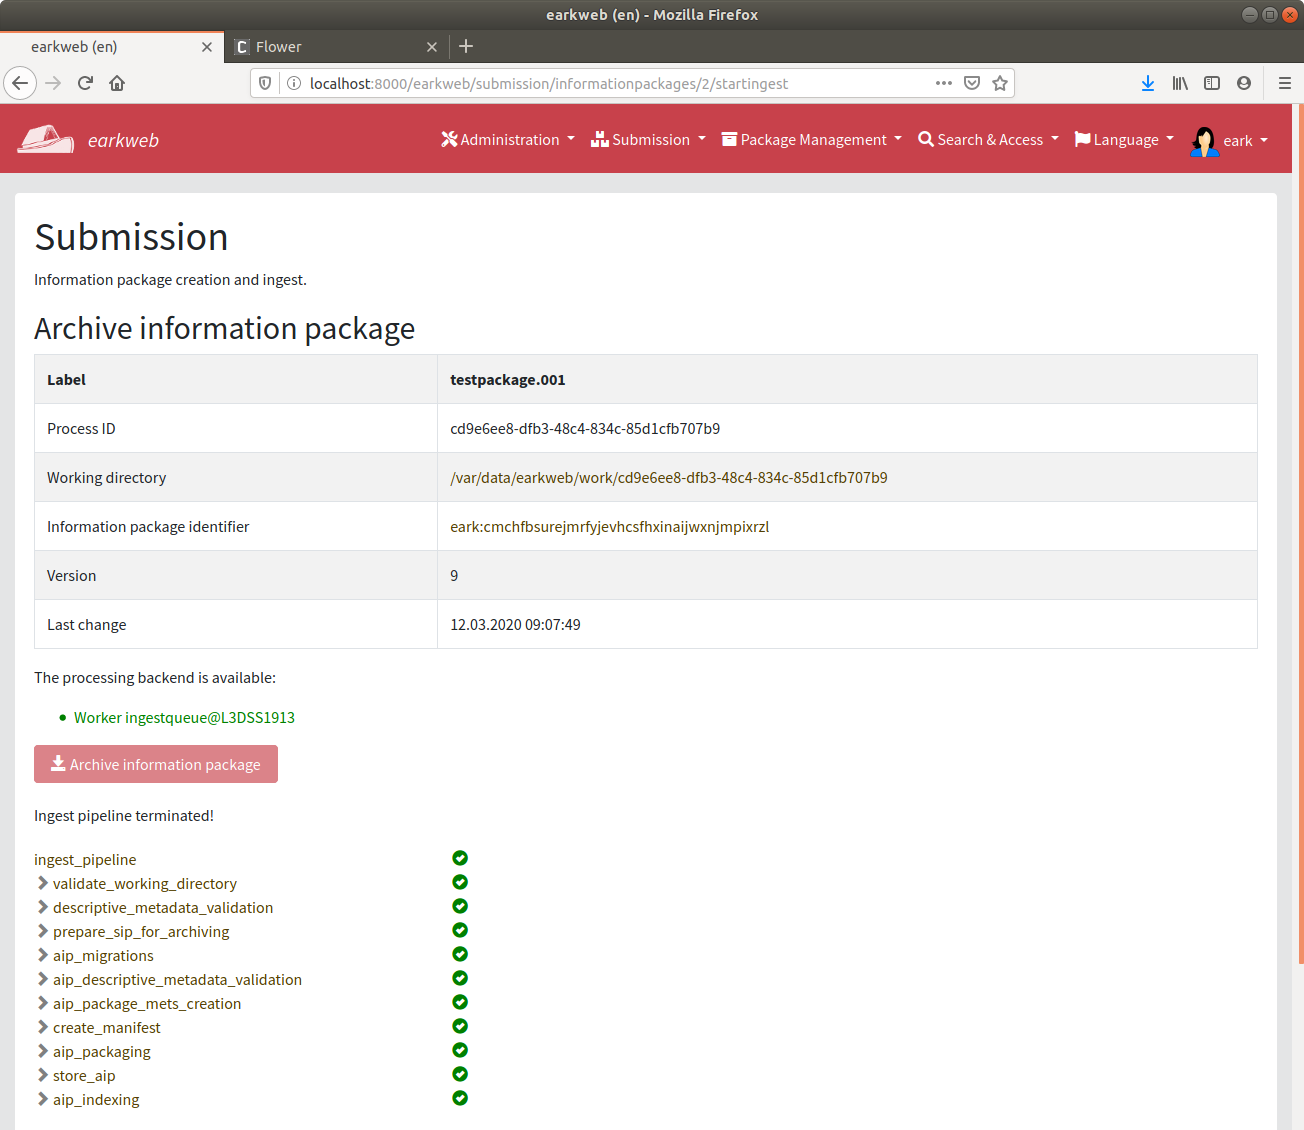 earkweb (en) - Mozilla Firefox
earkweb (en)
Flower
localhost:8000/earkweb/submission/informationpackages/2/startingest
earkweb
Administration
Submission
Package Management
Search & Access
Language
eark
Submission
Information package creation and ingest.
Archive information package
Label testpackage.001
Process ID cd9e6ee8-dfb3-48c4-834c-85d1cfb707b9
Working directory /var/data/earkweb/work/cd9e6ee8-dfb3-48c4-834c-85d1cfb707b9
Information package identifier eark:cmchfbsurejmrfyjevhcsfhxinaijwxnjmpixrzl
Version 9
Last change 12.03.2020 09:07:49
The processing backend is available:
Worker ingestqueue@L3DSS1913
Archive information package
Ingest pipeline terminated!
ingest_pipeline
validate_working_directory
descriptive_metadata_validation
prepare_sip_for_archiving
aip_migrations
aip_descriptive_metadata_validation
aip_package_mets_creation
create_manifest
aip_packaging
store_aip
aip_indexing